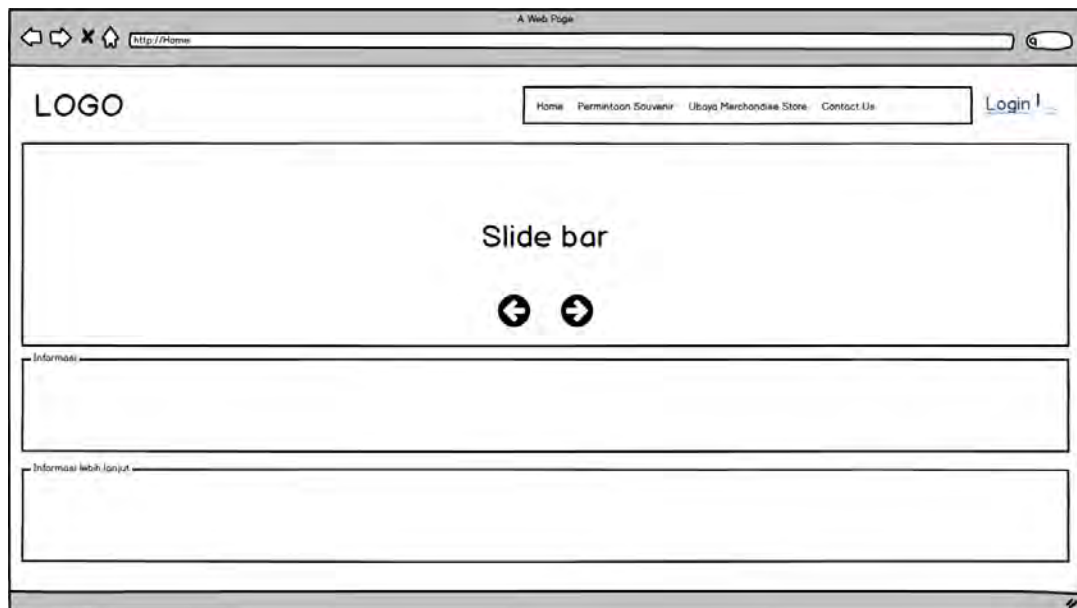 A Web Page
http://Home
LOGO
Home Permintaan Souvenir Ubaya Merchandise Store Contact Us
Login
Slide bar
Informasi
Informasi lebih lanjut